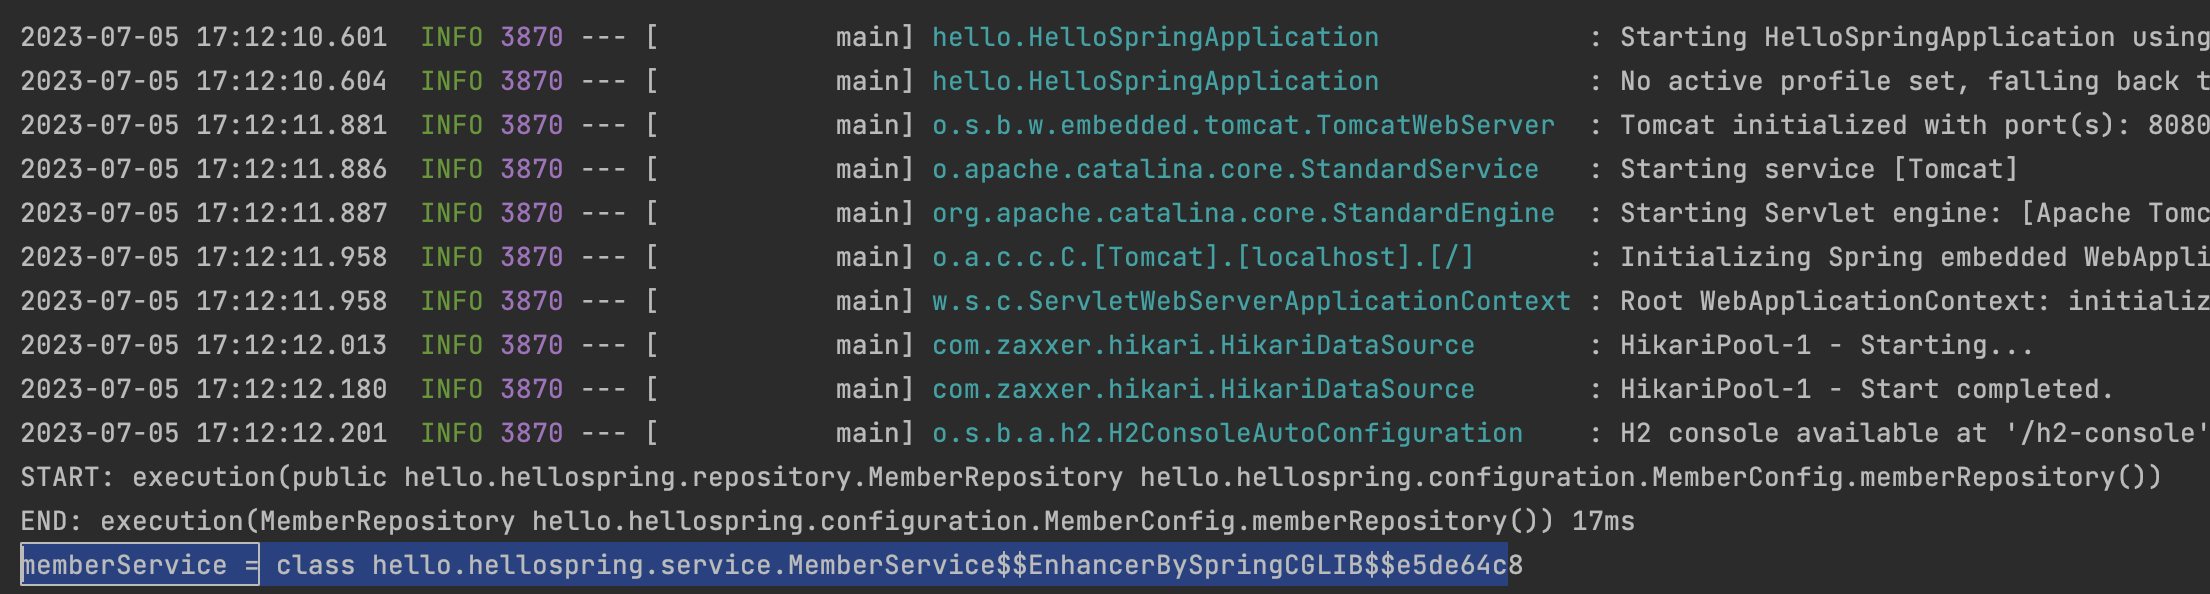 2023-07-05 17:12:10.601  INFO 3870 --- [           main] hello.HelloSpringApplication             : Starting HelloSpringApplication using
2023-07-05 17:12:10.604  INFO 3870 --- [           main] hello.HelloSpringApplication             : No active profile set, falling back t
2023-07-05 17:12:11.881  INFO 3870 --- [           main] o.s.b.w.embedded.tomcat.TomcatWebServer  : Tomcat initialized with port(s): 8080
2023-07-05 17:12:11.886  INFO 3870 --- [           main] o.apache.catalina.core.StandardService   : Starting service [Tomcat]
2023-07-05 17:12:11.887  INFO 3870 --- [           main] org.apache.catalina.core.StandardEngine  : Starting Servlet engine: [Apache Tomc
2023-07-05 17:12:11.958  INFO 3870 --- [           main] o.a.c.c.C.[Tomcat].[localhost].[/]       : Initializing Spring embedded WebAppli
2023-07-05 17:12:11.958  INFO 3870 --- [           main] w.s.c.ServletWebServerApplicationContext : Root WebApplicationContext: initializ
2023-07-05 17:12:12.013  INFO 3870 --- [           main] com.zaxxer.hikari.HikariDataSource       : HikariPool-1 - Starting...
2023-07-05 17:12:12.180  INFO 3870 --- [           main] com.zaxxer.hikari.HikariDataSource       : HikariPool-1 - Start completed.
2023-07-05 17:12:12.201  INFO 3870 --- [           main] o.s.b.a.h2.H2ConsoleAutoConfiguration    : H2 console available at '/h2-console'
START: execution(public hello.hellospring.repository.MemberRepository hello.hellospring.configuration.MemberConfig.memberRepository())
END: execution(MemberRepository hello.hellospring.configuration.MemberConfig.memberRepository()) 17ms
memberService = class hello.hellospring.service.MemberService$$EnhancerBySpringCGLIB$$e5de64c8